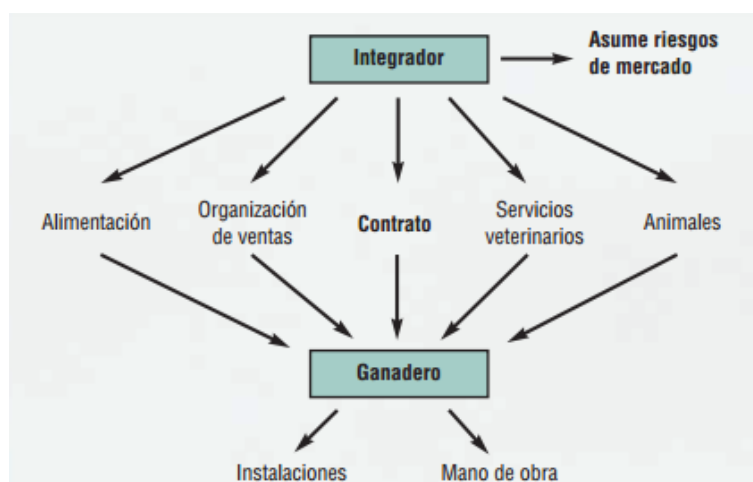 Integrador
Asume riesgos
de mercado
Alimentación
Organización
de ventas
Contrato
Servicios
veterinarios
Animales
Ganadero
Instalaciones
Mano de obra